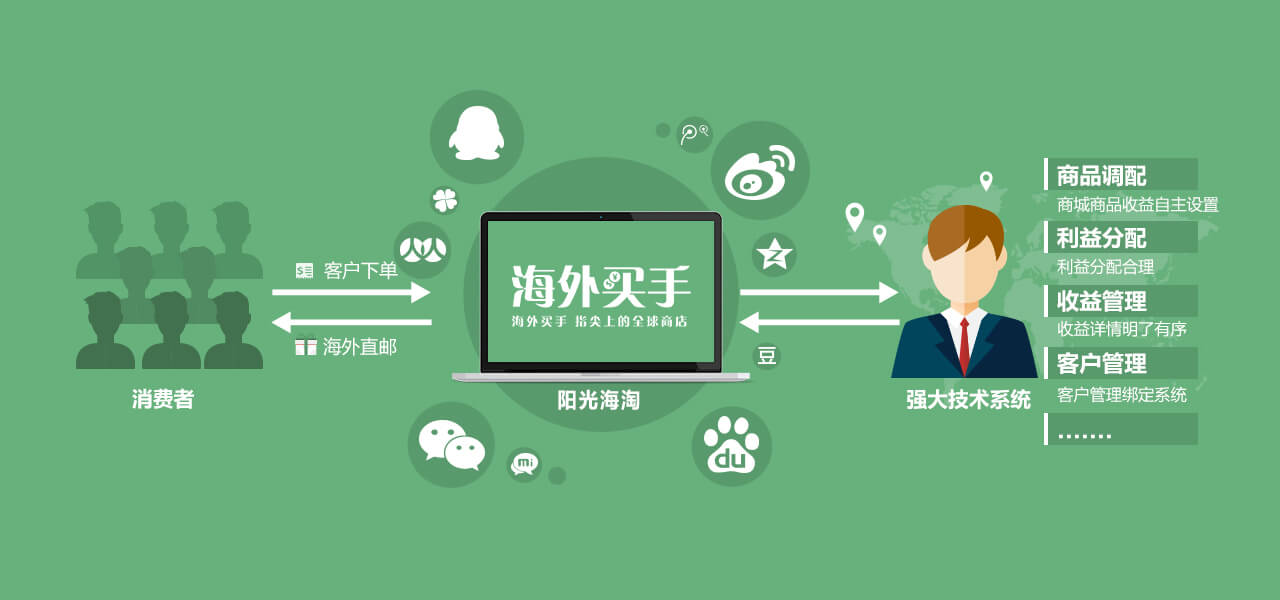 客户下单
海外直邮
消费者
海外买手
海外买手 指尖上的全球商店
阳光海淘
mi
du
豆
强大技术系统
商品调配
商城商品收益自主设置
利益分配
利益分配合理
收益管理
收益详情明了有序
客户管理
客户管理绑定系统
.......